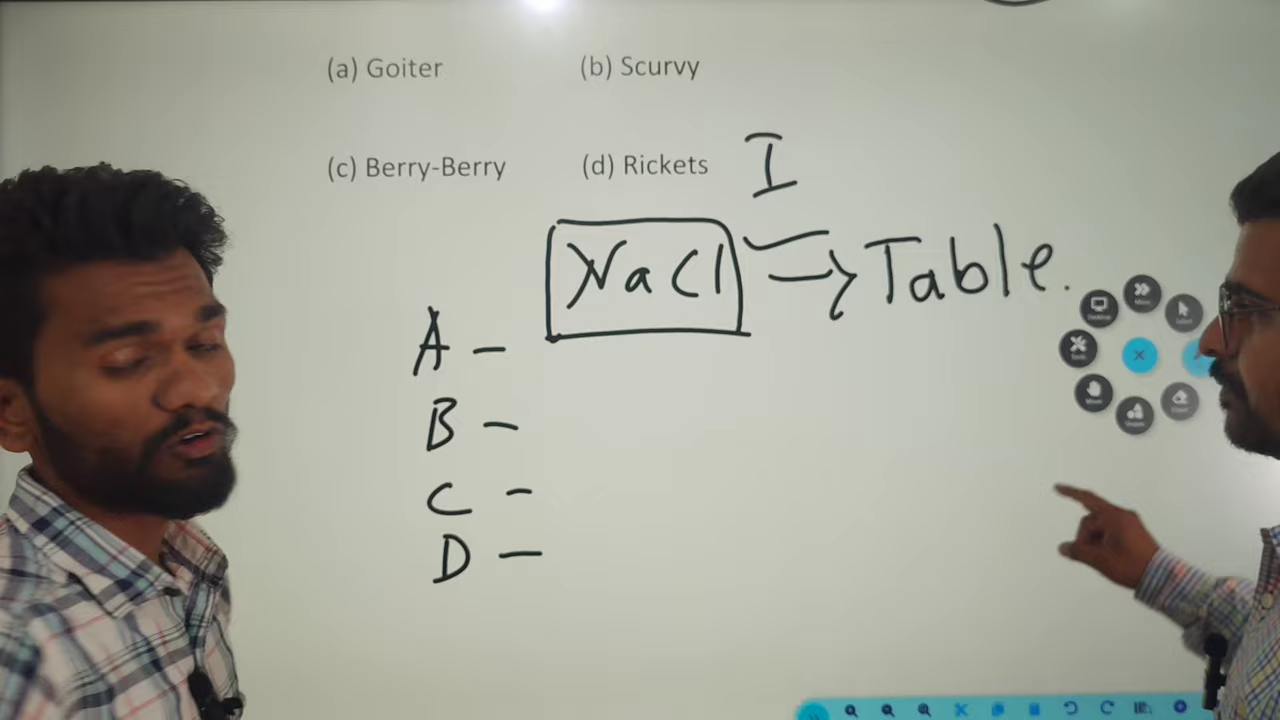 (a) Goiter (b) Scurvy
(c) Berry-Berry (d) Rickets
I
NaCl → Table.
A -
B -
C -
D -